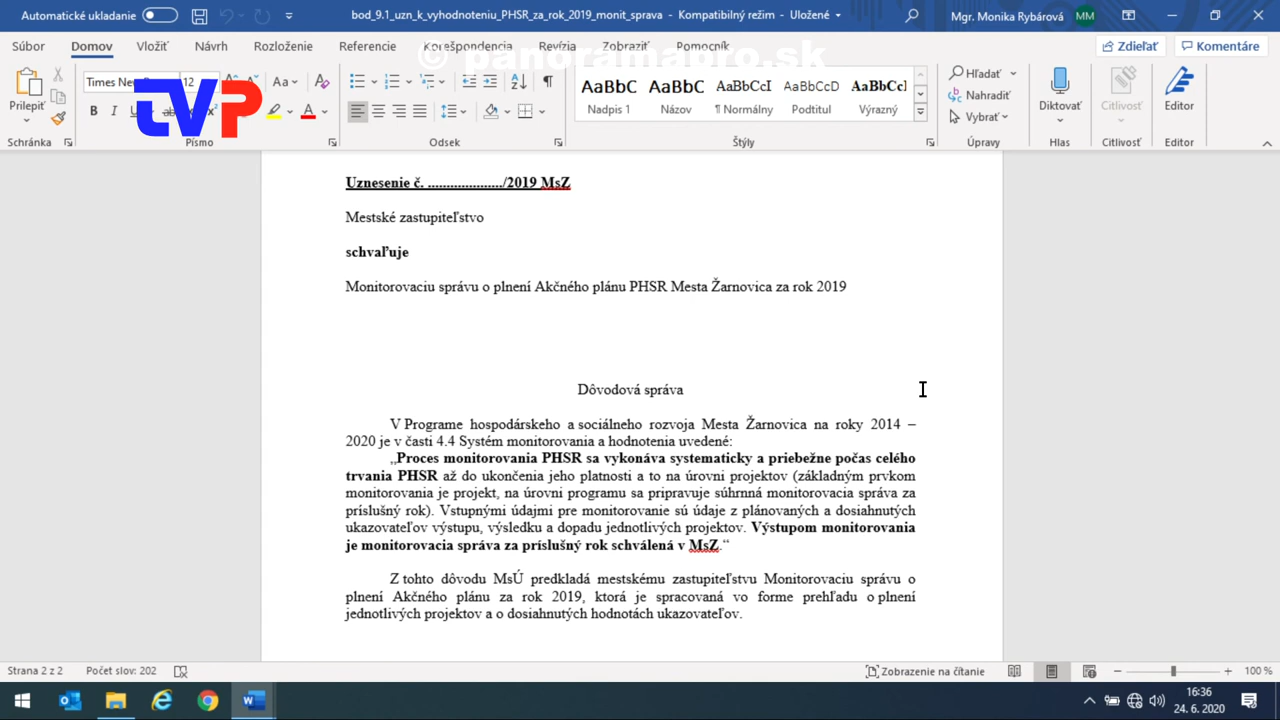 Automatické ukladanie
bod_9.1_uzn_k_vyhodnoteniu_PHSR_za_rok_2019_monit_sprava - Kompatibilný režim - Uložené
Mgr. Monika Rybárová MM
Súbor Domov Vložiť Návrh Rozloženie Referencie Korešpondencia Revízia Zobraziť Pomocník Zdieľať Komentáre
© panoramapro.sk
tVP
Prilepiť
Times New 12
Aa
AaBbC AaBbC AaBbCcI AaBbCcD AaBbCcI
Nadpis 1 Názov ¶ Normálny Podtitul Výrazný
Hľadať
Nahradiť
Vybrať
Diktovať Citlivosť Editor
Schránka Písmo Odsek Štýly Úpravy Hlas Citlivosť Editor
Uznesenie č. ...................../2019 MsZ
Mestské zastupiteľstvo
schvaľuje
Monitorovaciu správu o plnení Akčného plánu PHSR Mesta Žarnovica za rok 2019
Dôvodová správa
V Programe hospodárskeho a sociálneho rozvoja Mesta Žarnovica na roky 2014 –
2020 je v časti 4.4 Systém monitorovania a hodnotenia uvedené:
„Proces monitorovania PHSR sa vykonáva systematicky a priebežne počas celého
trvania PHSR až do ukončenia jeho platnosti a to na úrovni projektov (základným prvkom
monitorovania je projekt, na úrovni programu sa pripravuje súhrnná monitorovacia správa za
príslušný rok). Vstupnými údajmi pre monitorovanie sú údaje z plánovaných a dosiahnutých
ukazovateľov výstupu, výsledku a dopadu jednotlivých projektov. Výstupom monitorovania
je monitorovacia správa za príslušný rok schválená v MsZ.“
Z tohto dôvodu MsÚ predkladá mestskému zastupiteľstvu Monitorovaciu správu o
plnení Akčného plánu za rok 2019, ktorá je spracovaná vo forme prehľadu o plnení
jednotlivých projektov a o dosiahnutých hodnotách ukazovateľov.
Strana 2 z 2 Počet slov: 202 Zobrazenie na čítanie 100 %
16:36
24. 6. 2020